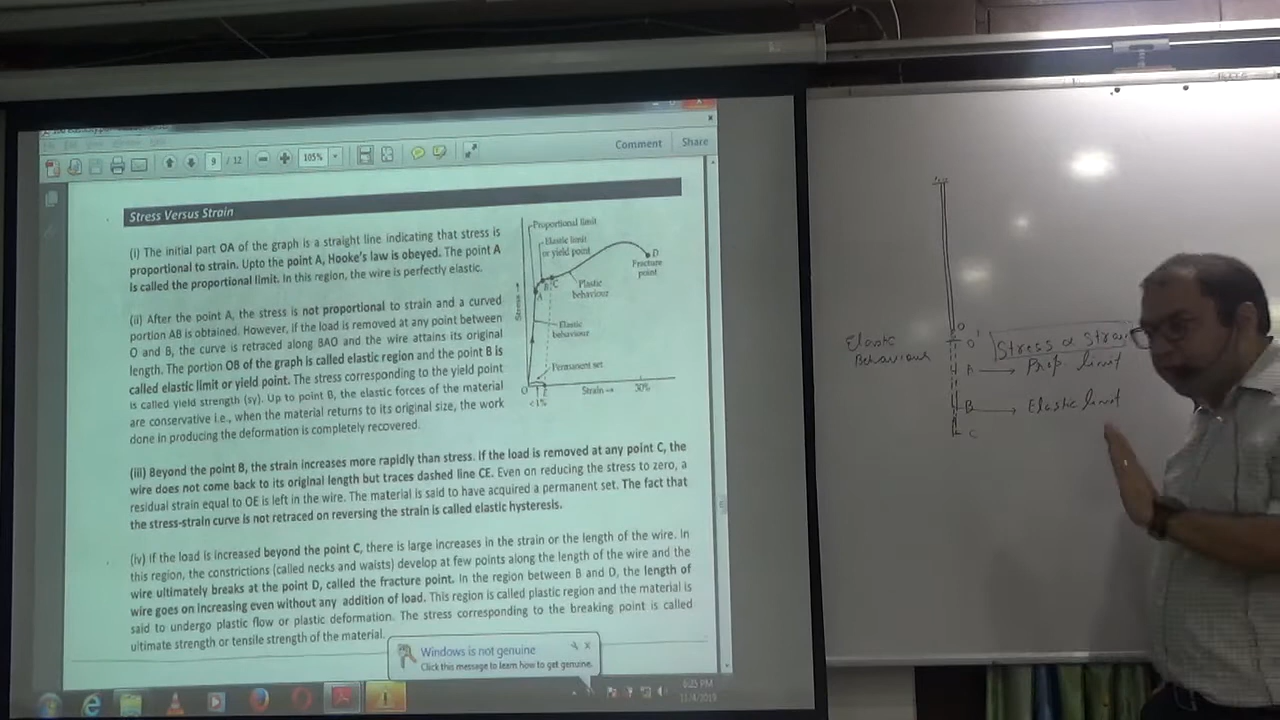 9 / 12
105%
Comment
Share
Stress Versus Strain
(i) The initial part OA of the graph is a straight line indicating that stress is
proportional to strain. Upto the point A, Hooke's law is obeyed. The point A
is called the proportional limit. In this region, the wire is perfectly elastic.
(ii) After the point A, the stress is not proportional to strain and a curved
portion AB is obtained. However, if the load is removed at any point between
O and B, the curve is retraced along BAO and the wire attains its original
length. The portion OB of the graph is called elastic region and the point B is
called elastic limit or yield point. The stress corresponding to the yield point
is called yield strength (sy). Up to point B, the elastic forces of the material
are conservative i.e., when the material returns to its original size, the work
done in producing the deformation is completely recovered.
Proportional limit
Elastic limit
or yield point
D
Fracture
point
B C
A
Plastic
behaviour
Stress
Elastic
behaviour
Permanent set
O
E
Strain
30%
<1%
(iii) Beyond the point B, the strain increases more rapidly than stress. If the load is removed at any point C, the
wire does not come back to its original length but traces dashed line CE. Even on reducing the stress to zero, a
residual strain equal to OE is left in the wire. The material is said to have acquired a permanent set. The fact that
the stress-strain curve is not retraced on reversing the strain is called elastic hysteresis.
(iv) If the load is increased beyond the point C, there is large increases in the strain or the length of the wire. In
this region, the constrictions (called necks and waists) develop at few points along the length of the wire and the
wire ultimately breaks at the point D, called the fracture point. In the region between B and D, the length of
wire goes on increasing even without any addition of load. This region is called plastic region and the material is
said to undergo plastic flow or plastic deformation. The stress corresponding to the breaking point is called
ultimate strength or tensile strength of the material.
Windows is not genuine
Click this message to learn how to get genuine.
6:25 PM
11/4/2019
Elastic
Behaviour
O
O'
Stress α Stra
A → Prop. limit
B → Elastic limit
C